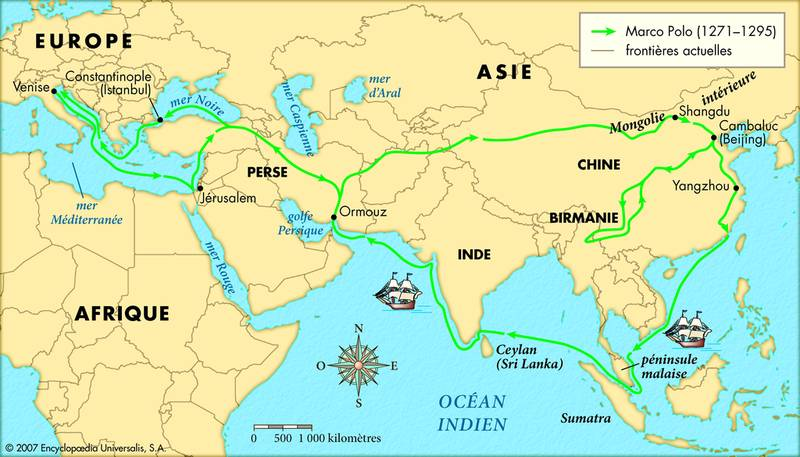 Marco Polo (1271–1295)
frontières actuelles
EUROPE
ASIE
Constantinople
(İstanbul)
Venise
mer Noire
mer Caspienne
mer
d'Aral
Mongolie intérieure
Shangdu
Cambaluc
(Beijing)
CHINE
PERSE
Jérusalem
Yangzhou
mer
Méditerranée
golfe
Persique
Ormouz
BIRMANIE
mer Rouge
INDE
AFRIQUE
N
O
E
S
Ceylan
(Sri Lanka)
péninsule
malaise
OCÉAN
INDIEN
Sumatra
0 500 1 000 kilomètres
© 2007 Encyclopædia Universalis, S.A.